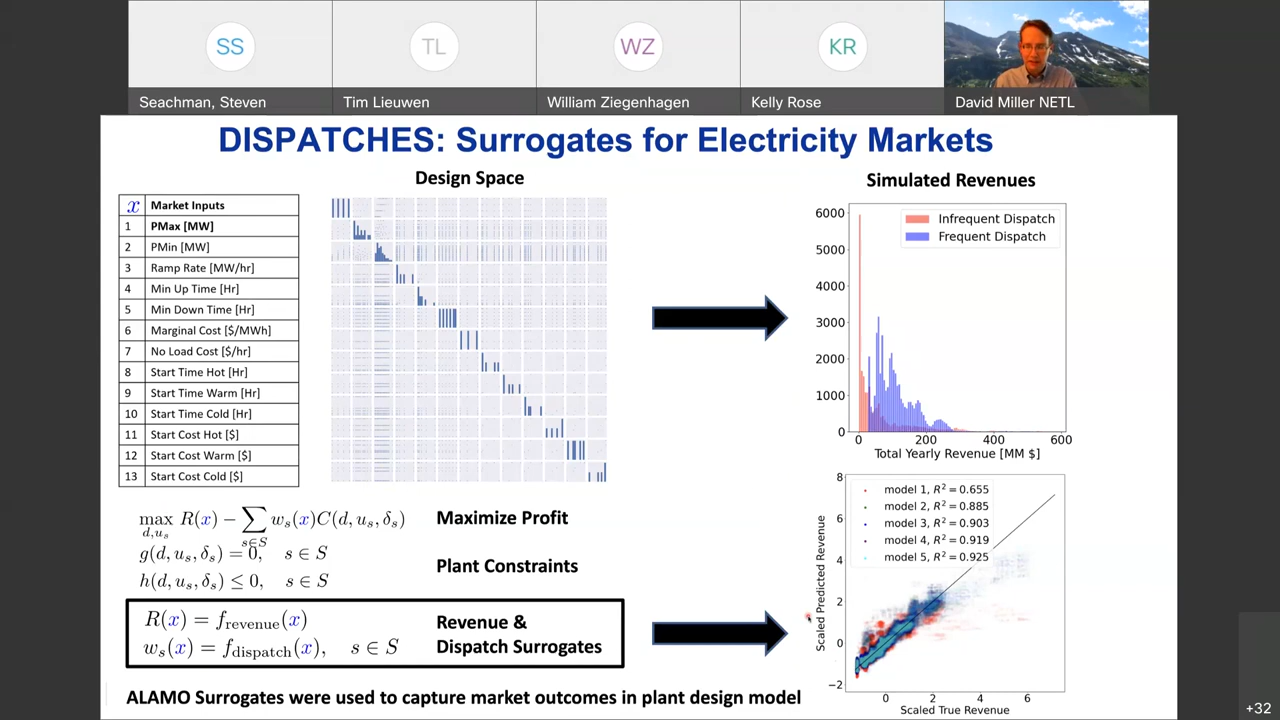 SS
TL
WZ
KR
Seachman, Steven
Tim Lieuwen
William Ziegenhagen
Kelly Rose
David Miller NETL
DISPATCHES: Surrogates for Electricity Markets
Design Space
Simulated Revenues
x Market Inputs
1 PMax [MW]
2 PMin [MW]
3 Ramp Rate [MW/hr]
4 Min Up Time [Hr]
5 Min Down Time [Hr]
6 Marginal Cost [$/MWh]
7 No Load Cost [$/hr]
8 Start Time Hot [Hr]
9 Start Time Warm [Hr]
10 Start Time Cold [Hr]
11 Start Cost Hot [$]
12 Start Cost Warm [$]
13 Start Cost Cold [$]
6000
5000
4000
3000
2000
1000
0
Infrequent Dispatch
Frequent Dispatch
0 200 400 600
Total Yearly Revenue [MM $]
max R(x) − ∑ w_s(x)C(d, u_s, δ_s)
d,u_s s∈S
Maximize Profit
g(d, u_s, δ_s) = 0, s ∈ S
Plant Constraints
h(d, u_s, δ_s) ≤ 0, s ∈ S
R(x) = f_revenue(x)
w_s(x) = f_dispatch(x), s ∈ S
Revenue &
Dispatch Surrogates
8
6
4
2
0
−2
Scaled Predicted Revenue
model 1, R² = 0.655
model 2, R² = 0.885
model 3, R² = 0.903
model 4, R² = 0.919
model 5, R² = 0.925
0 2 4 6
Scaled True Revenue
ALAMO Surrogates were used to capture market outcomes in plant design model
+32